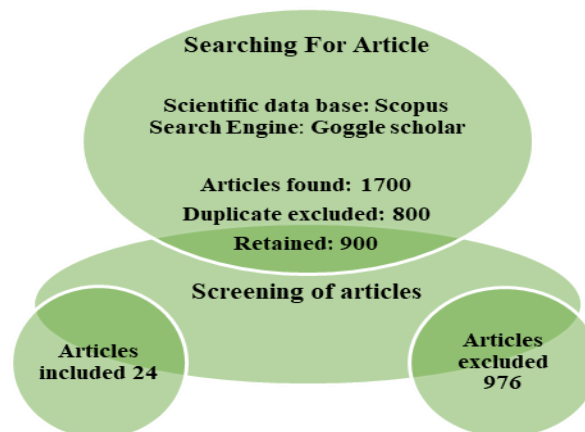 Searching For Article
Scientific data base: Scopus
Search Engine: Goggle scholar
Articles found: 1700
Duplicate excluded: 800
Retained: 900
Screening of articles
Articles
included 24
Articles
excluded
976